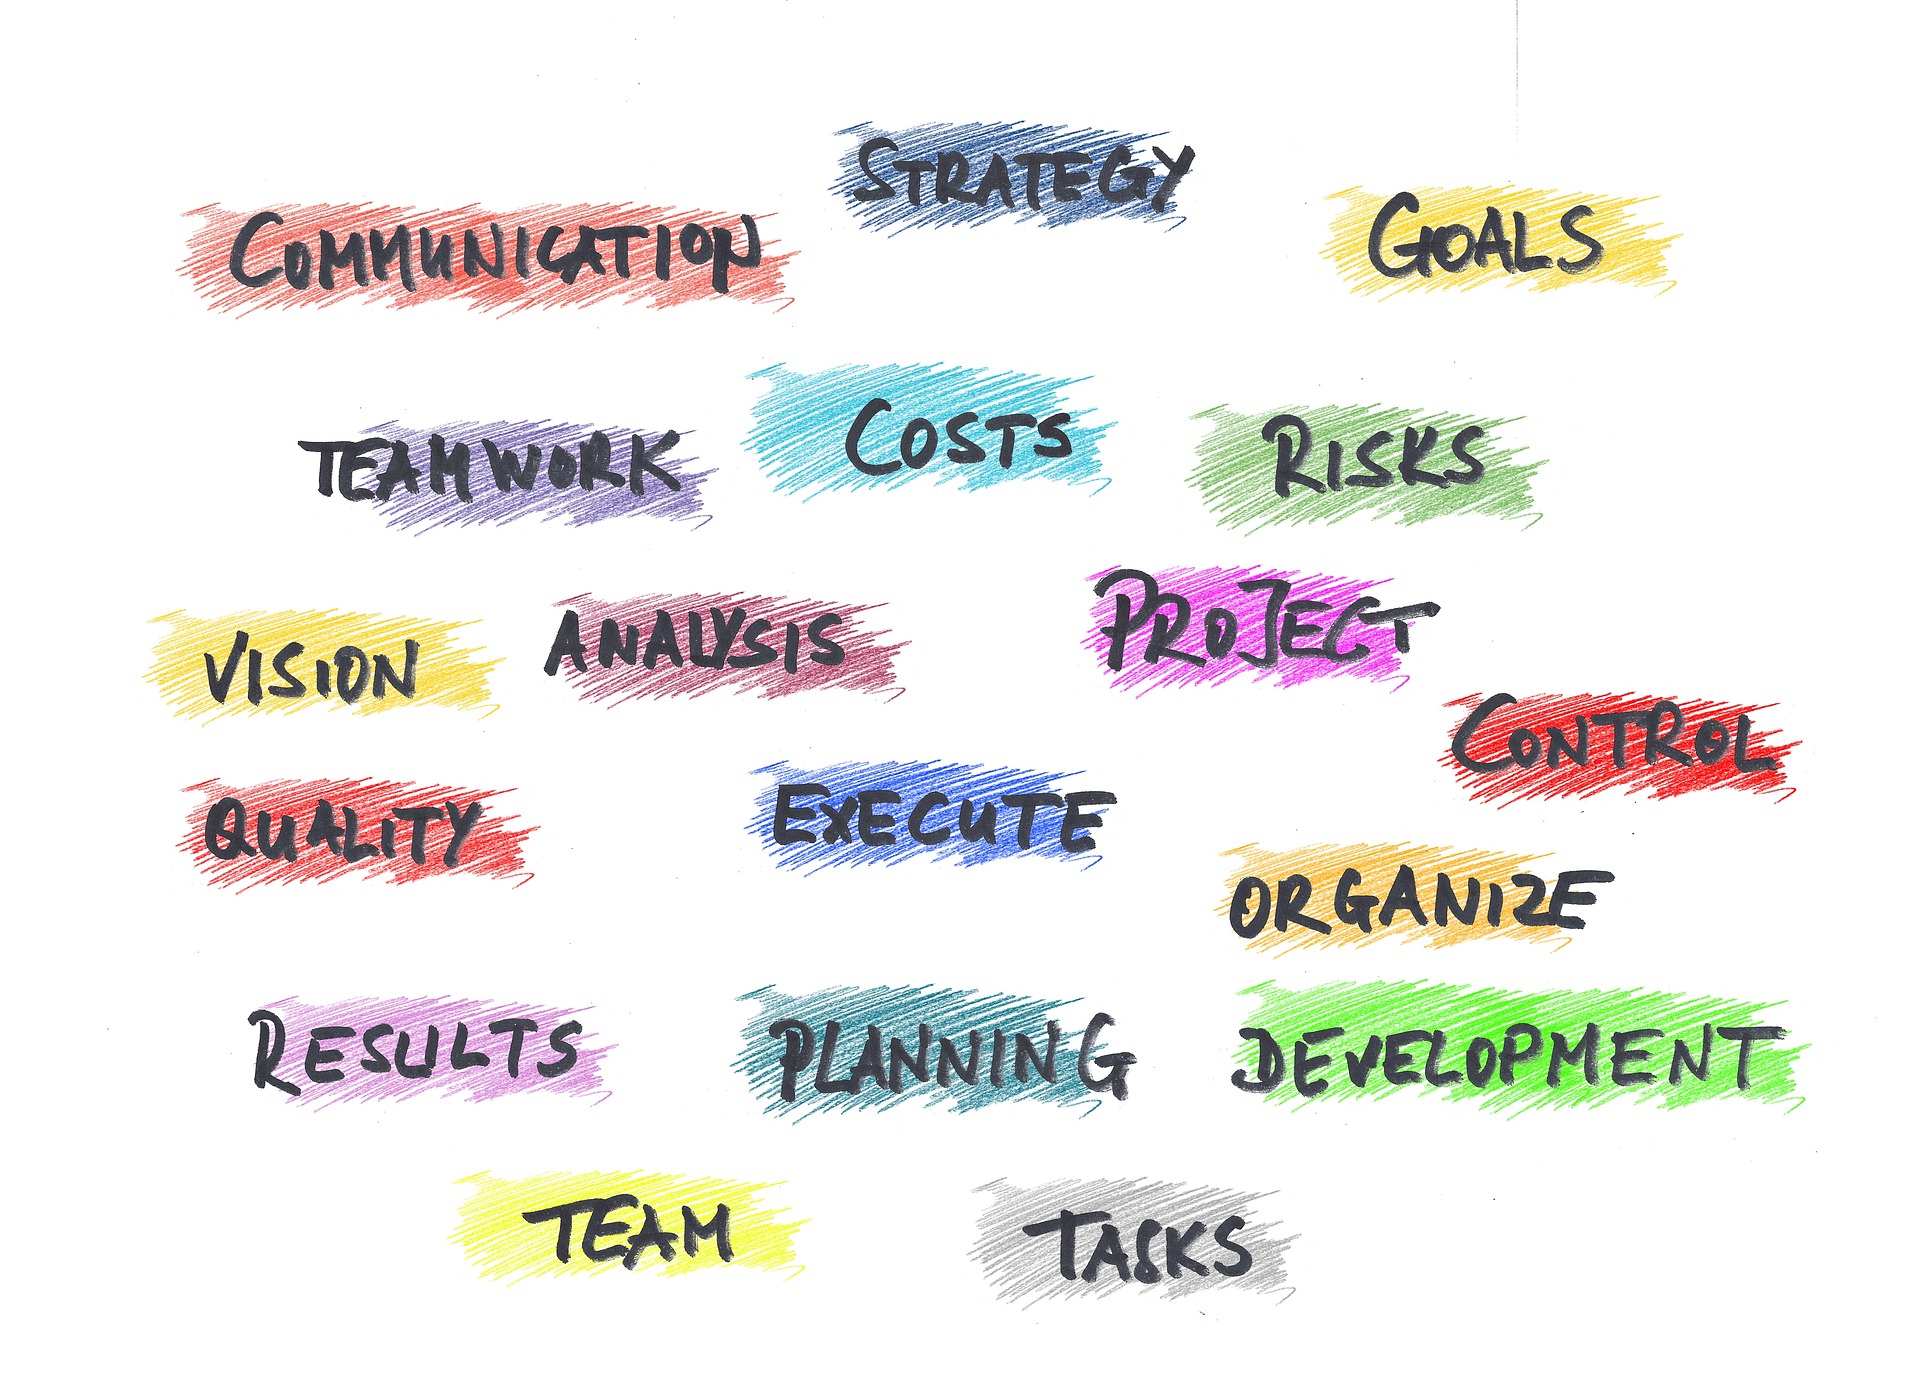 STRATEGY
COMMUNICATION
GOALS
TEAMWORK
COSTS
RISKS
VISION
ANALYSIS
PROJECT
CONTROL
QUALITY
EXECUTE
ORGANIZE
RESULTS
PLANNING
DEVELOPMENT
TEAM
TASKS